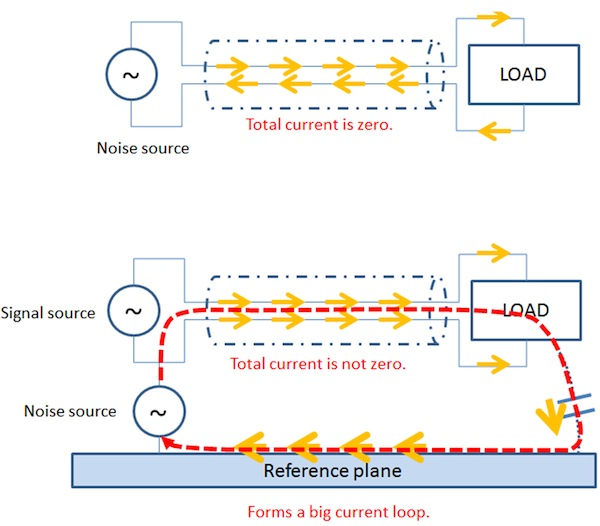 ~
LOAD
Total current is zero.
Noise source
~
LOAD
Signal source
Total current is not zero.
Noise source
~
Reference plane
Forms a big current loop.